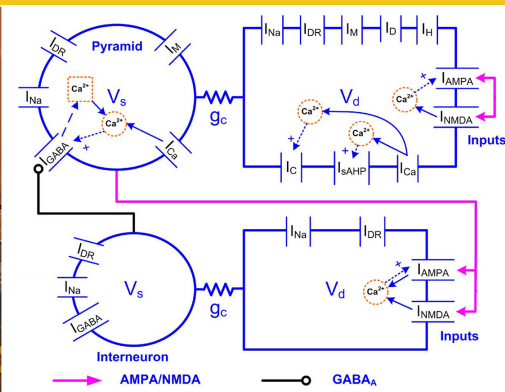 Pyramid
I_DR
I_M
I_Na
V_s
Ca²⁺
Ca²⁺
+
I_GABA
I_Ca
g_c
I_Na
I_DR
I_M
I_D
I_H
V_d
Ca²⁺
Ca²⁺
Ca²⁺
+
+
+
I_AMPA
I_NMDA
Inputs
I_C
I_sAHP
I_Ca
I_DR
I_Na
I_GABA
V_s
Interneuron
g_c
I_Na
I_DR
V_d
Ca²⁺
+
I_AMPA
I_NMDA
Inputs
AMPA/NMDA
GABA_A